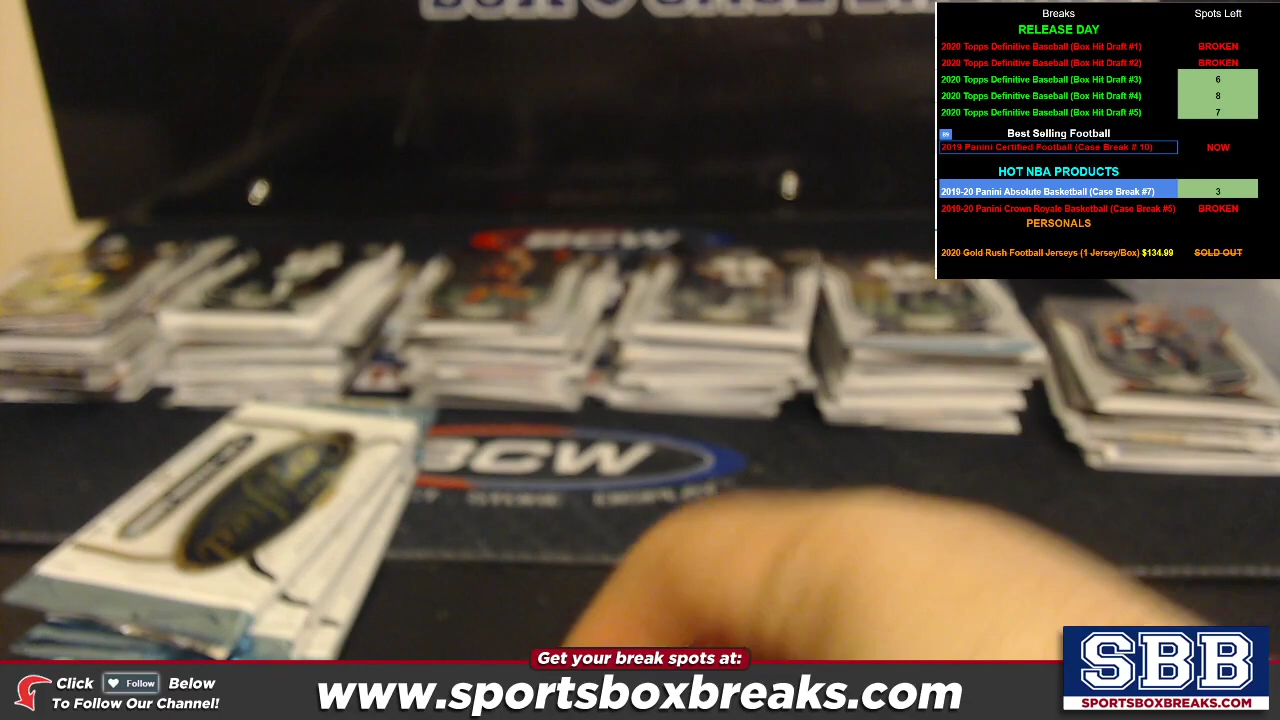 Breaks Spots Left
RELEASE DAY
2020 Topps Definitive Baseball (Box Hit Draft #1) BROKEN
2020 Topps Definitive Baseball (Box Hit Draft #2) BROKEN
2020 Topps Definitive Baseball (Box Hit Draft #3) 6
2020 Topps Definitive Baseball (Box Hit Draft #4) 8
2020 Topps Definitive Baseball (Box Hit Draft #5) 7
Best Selling Football
2019 Panini Certified Football (Case Break # 10) NOW
HOT NBA PRODUCTS
2019-20 Panini Absolute Basketball (Case Break #7) 3
2019-20 Panini Crown Royale Basketball (Case Break #5) BROKEN
PERSONALS
2020 Gold Rush Football Jerseys (1 Jersey/Box) $134.99 SOLD OUT
BCW
BCW
Get your break spots at:
Click Follow Below
To Follow Our Channel!
www.sportsboxbreaks.com
SBB
SPORTSBOXBREAKS.COM